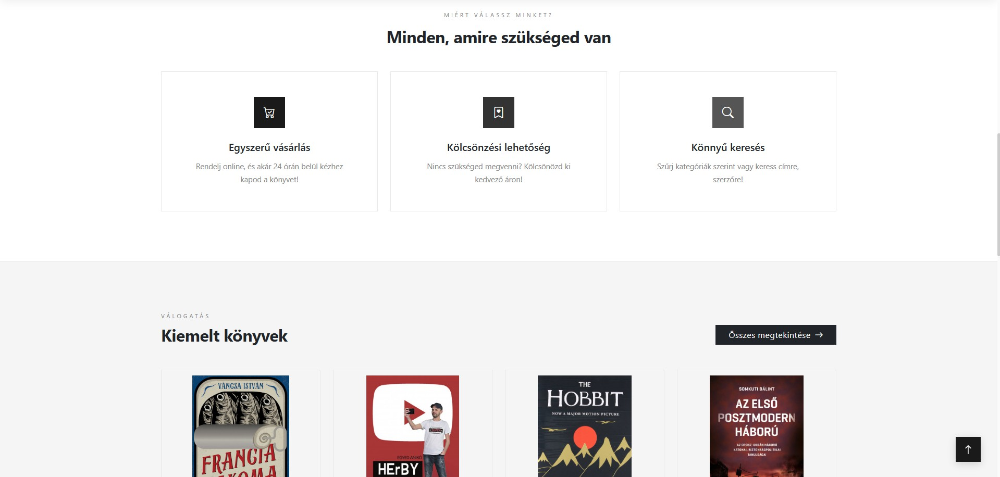 MIÉRT VÁLASSZ MINKET?
Minden, amire szükséged van
Egyszerű vásárlás
Rendelj online, és akár 24 órán belül kézhez
kapod a könyvet!
Kölcsönzési lehetőség
Nincs szükséged megvenni? Kölcsönözd ki
kedvező áron!
Könnyű keresés
Szűrj kategóriák szerint vagy keress címre,
szerzőre!
VÁLOGATÁS
Kiemelt könyvek
Összes megtekintése
VÁNCSA ISTVÁN
FRANCIA
EGYED ANIKÓ
HErBY
THE
HOBBIT
NOW A MAJOR MOTION PICTURE
SOMKUTI BÁLINT
AZ ELSŐ
POSZTMODERN
HÁBORÚ
AZ OROSZ-UKRÁN HÁBORÚ
KATONAI, BIZTONSÁGPOLITIKAI
TANULSÁGAI